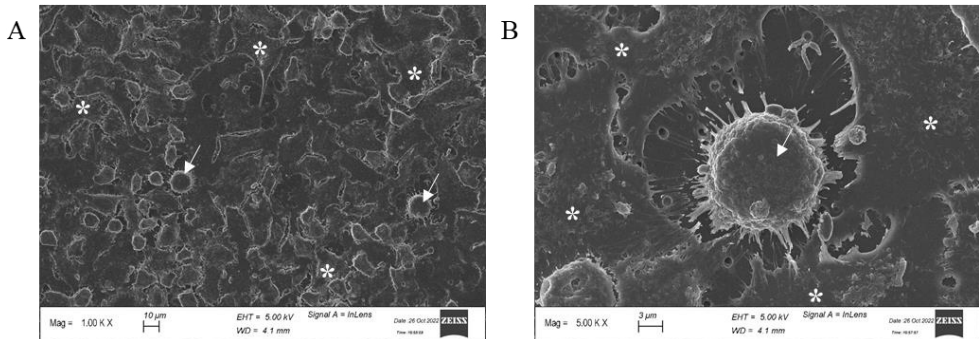 A
B
Mag = 1.00 K X
10 µm
EHT = 5.00 kV
WD = 4.1 mm
Signal A = InLens
Date :26 Oct 2022
ZEISS
Mag = 5.00 K X
3 µm
EHT = 5.00 kV
WD = 4.1 mm
Signal A = InLens
Date :26 Oct 2022
ZEISS